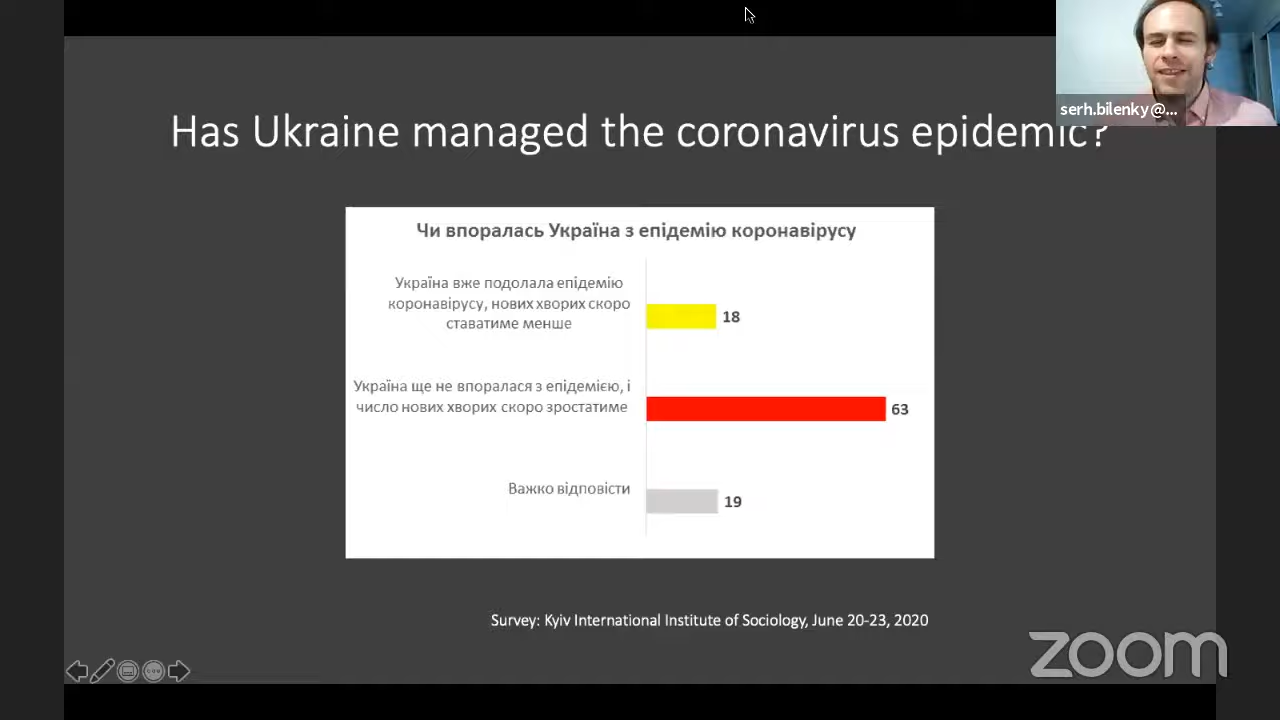 serh.bilenky@...
Has Ukraine managed the coronavirus epidemic?
Чи впоралась Україна з епідемію коронавірусу
Україна вже подолала епідемію
коронавірусу, нових хворих скоро
ставатиме менше
18
Україна ще не впоралася з епідемією, і
число нових хворих скоро зростатиме
63
Важко відповісти
19
Survey: Kyiv International Institute of Sociology, June 20-23, 2020
zoom